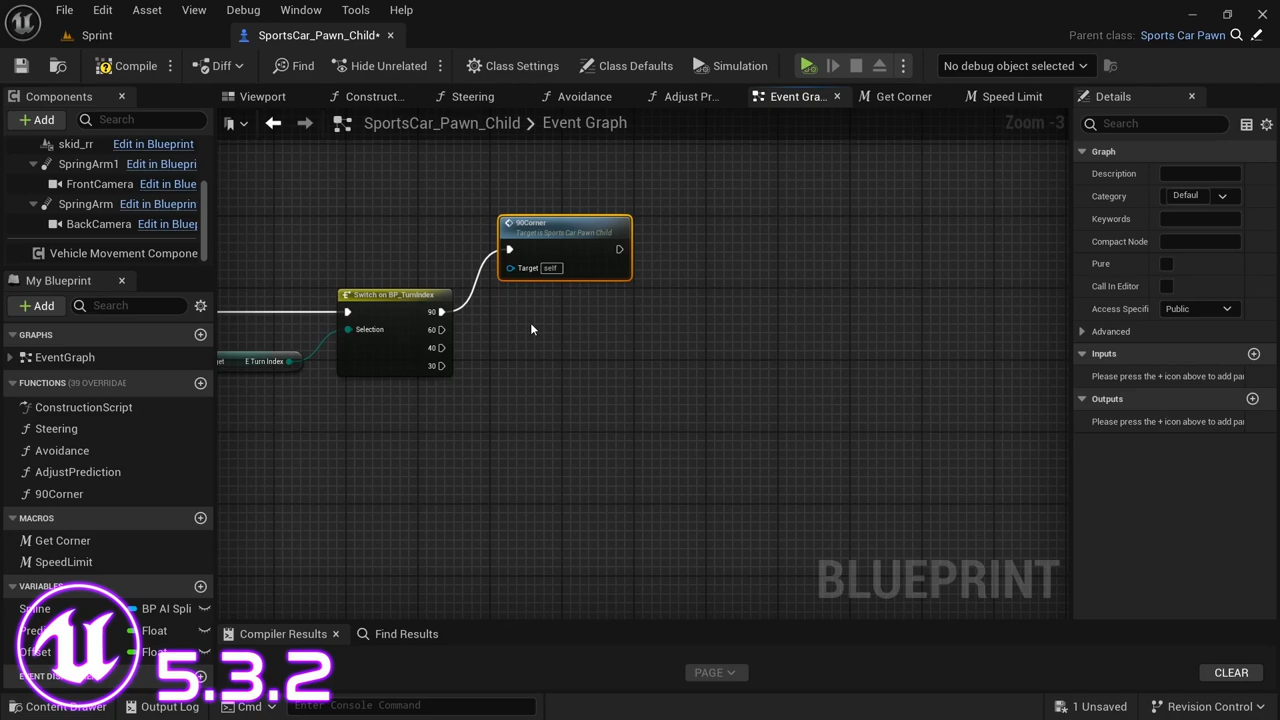 File Edit Asset View Debug Window Tools Help
Sprint SportsCar_Pawn_Child* Parent class: Sports Car Pawn
Compile Diff Find Hide Unrelated Class Settings Class Defaults Simulation No debug object selected
Components Viewport Construct... Steering Avoidance Adjust Pr... Event Gra... Get Corner Speed Limit Details
Add Search SportsCar_Pawn_Child Event Graph Zoom -3 Search
skid_rr Edit in Blueprint
SpringArm1 Edit in Bluepri
FrontCamera Edit in Blue
SpringArm Edit in Blueprin
BackCamera Edit in Bluep
Vehicle Movement Compone
My Blueprint
Add Search
GRAPHS
EventGraph
FUNCTIONS (39 OVERRIDAE
ConstructionScript
Steering
Avoidance
AdjustPrediction
90Corner
MACROS
Get Corner
SpeedLimit
VARIABLES
Spline BP AI Spli
Float
Offset Float
90Corner
Target is Sports Car Pawn Child
Target self
Switch on BP_TurnIndex
90
Selection 60
40
30
E Turn Index
BLUEPRINT
Graph
Description
Category Defaul
Keywords
Compact Node
Pure
Call In Editor
Access Specifi Public
Advanced
Inputs
Please press the + icon above to add par
Outputs
Please press the + icon above to add par
Compiler Results Find Results
PAGE CLEAR
5.3.2
Content Drawer Output Log Cmd Enter Console Command 1 Unsaved Revision Control